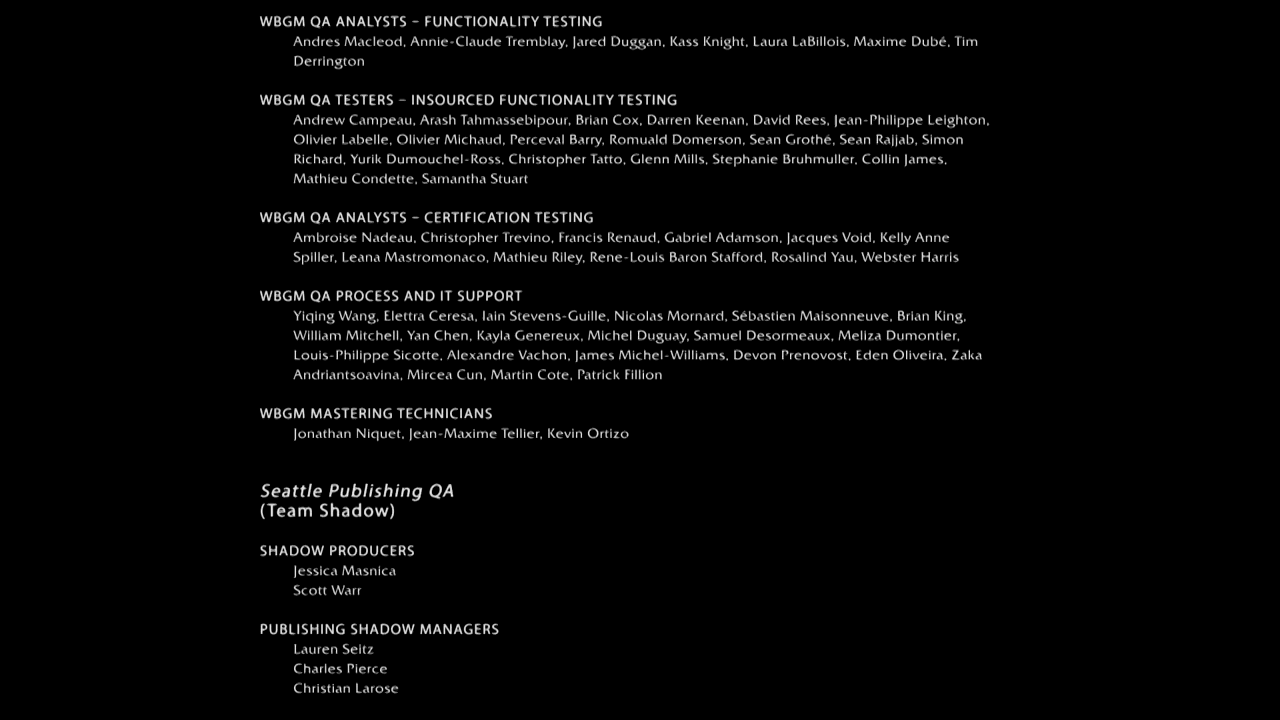 WBGM QA ANALYSTS – FUNCTIONALITY TESTING
Andres Macleod, Annie-Claude Tremblay, Jared Duggan, Kass Knight, Laura LaBillois, Maxime Dubé, Tim
Derrington
WBGM QA TESTERS – INSOURCED FUNCTIONALITY TESTING
Andrew Campeau, Arash Tahmassebipour, Brian Cox, Darren Keenan, David Rees, Jean-Philippe Leighton,
Olivier Labelle, Olivier Michaud, Perceval Barry, Romuald Domerson, Sean Grothé, Sean Rajjab, Simon
Richard, Yurik Dumouchel-Ross, Christopher Tatto, Glenn Mills, Stephanie Bruhmuller, Collin James,
Mathieu Condette, Samantha Stuart
WBGM QA ANALYSTS – CERTIFICATION TESTING
Ambroise Nadeau, Christopher Trevino, Francis Renaud, Gabriel Adamson, Jacques Void, Kelly Anne
Spiller, Leana Mastromonaco, Mathieu Riley, Rene-Louis Baron Stafford, Rosalind Yau, Webster Harris
WBGM QA PROCESS AND IT SUPPORT
Yiqing Wang, Elettra Ceresa, Iain Stevens-Guille, Nicolas Mornard, Sébastien Maisonneuve, Brian King,
William Mitchell, Yan Chen, Kayla Genereux, Michel Duguay, Samuel Desormeaux, Meliza Dumontier,
Louis-Philippe Sicotte, Alexandre Vachon, James Michel-Williams, Devon Prenovost, Eden Oliveira, Zaka
Andriantsoavina, Mircea Cun, Martin Cote, Patrick Fillion
WBGM MASTERING TECHNICIANS
Jonathan Niquet, Jean-Maxime Tellier, Kevin Ortizo
Seattle Publishing QA
(Team Shadow)
SHADOW PRODUCERS
Jessica Masnica
Scott Warr
PUBLISHING SHADOW MANAGERS
Lauren Seitz
Charles Pierce
Christian Larose